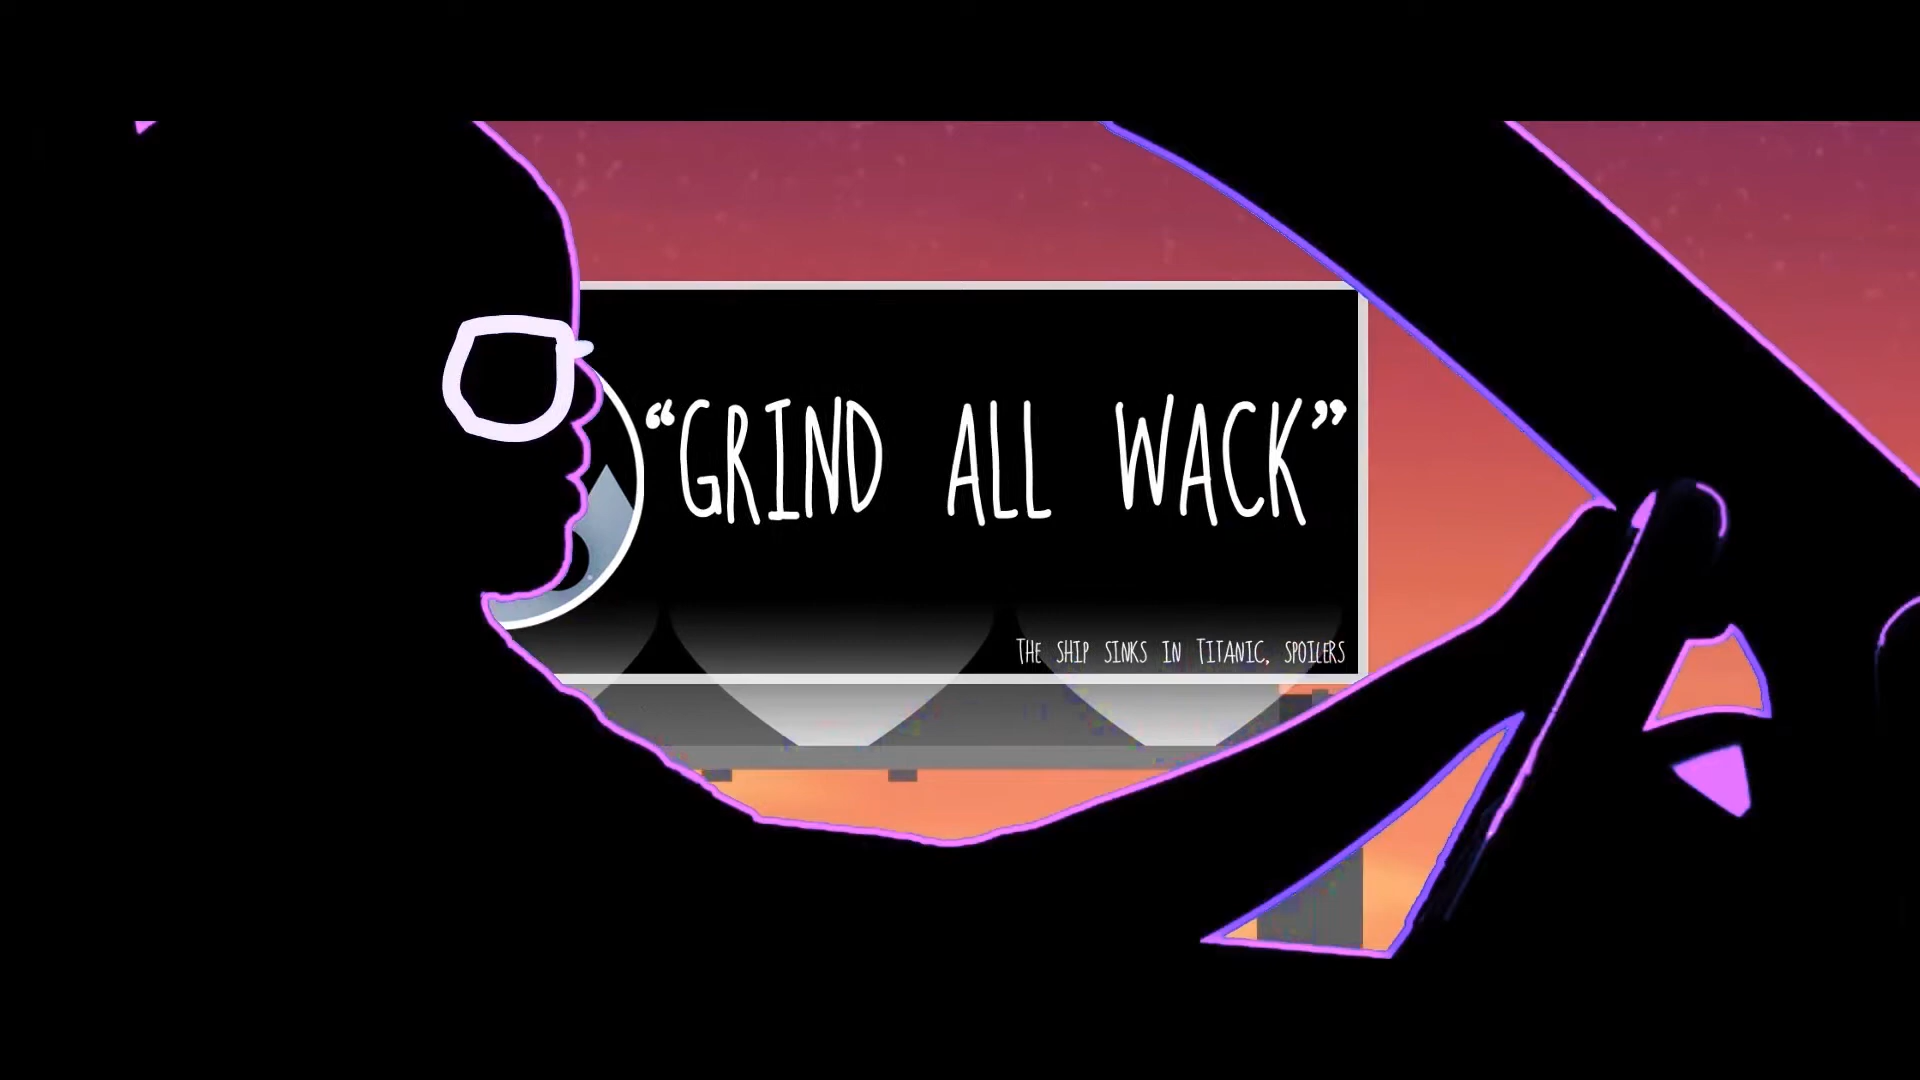 “GRIND ALL WACK”
THE SHIP SINKS IN TITANIC, SPOILERS